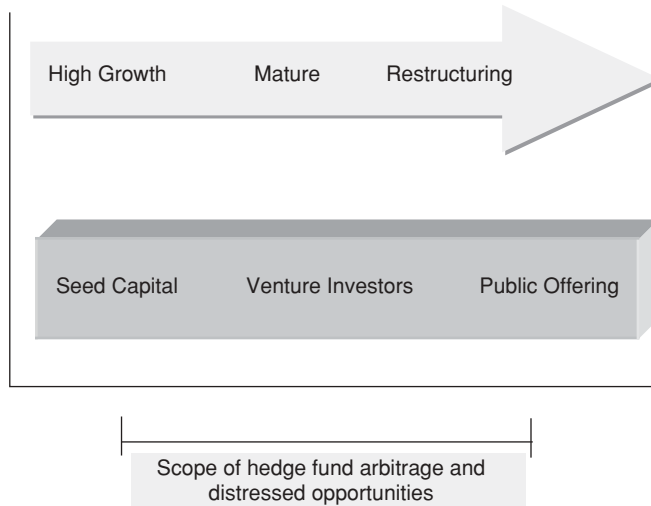 High Growth Mature Restructuring
Seed Capital Venture Investors Public Offering
Scope of hedge fund arbitrage and
distressed opportunities